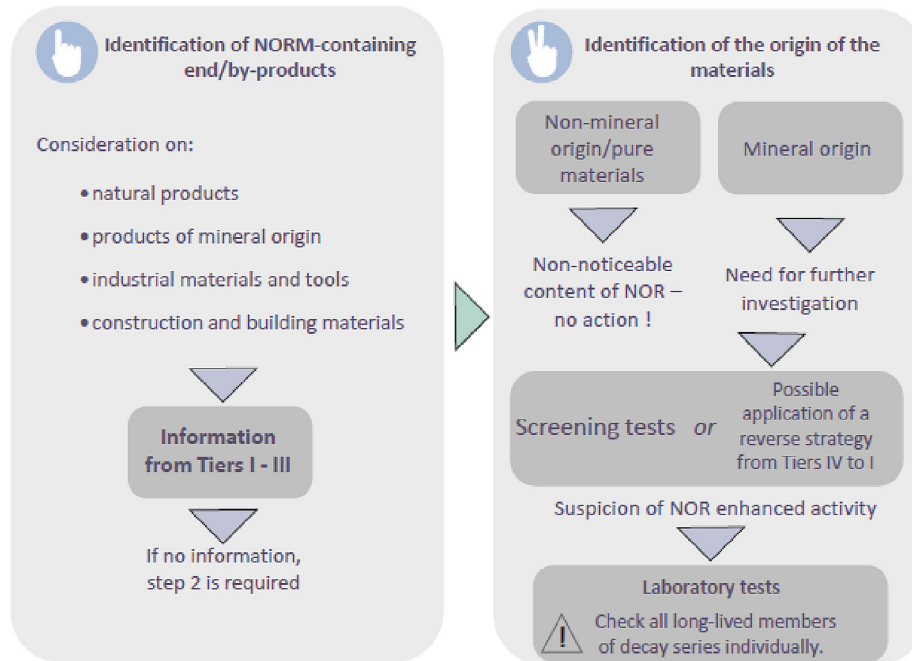 Identification of NORM-containing
end/by-products
Consideration on:
• natural products
• products of mineral origin
• industrial materials and tools
• construction and building materials
Information
from Tiers I - III
If no information,
step 2 is required
Identification of the origin of the
materials
Non-mineral
origin/pure
materials
Mineral origin
Non-noticeable
content of NOR –
no action !
Need for further
investigation
Screening tests or
Possible
application of a
reverse strategy
from Tiers IV to I
Suspicion of NOR enhanced activity
Laboratory tests
! Check all long-lived members
of decay series individually.